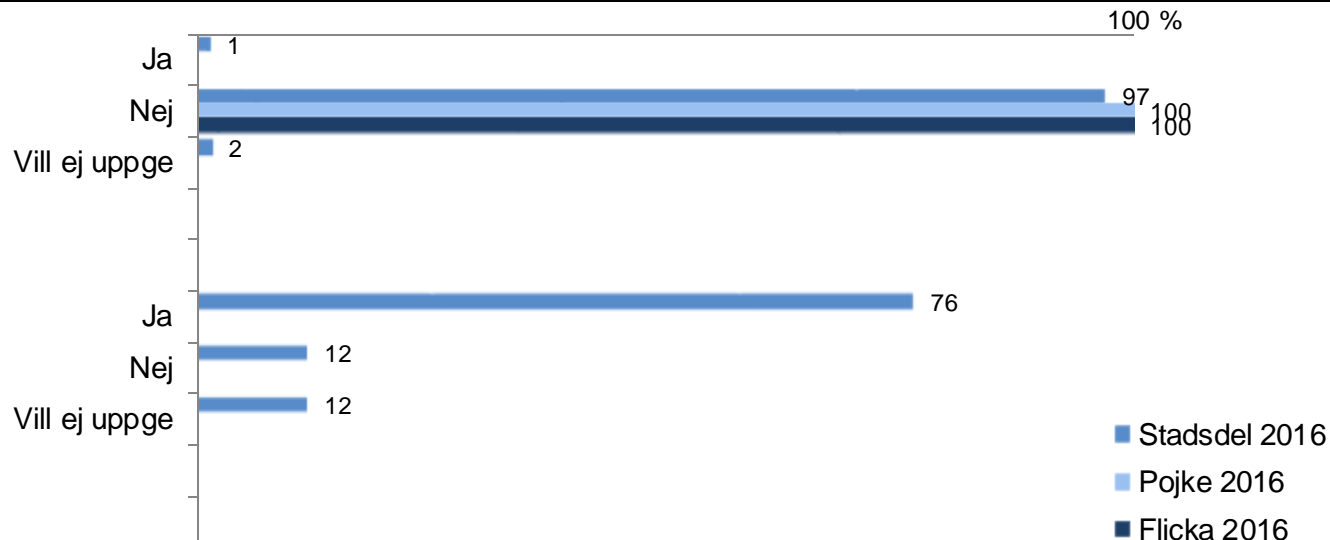 100 %
Ja 1
Nej 97
100
100
Vill ej uppge 2
Ja 76
Nej 12
Vill ej uppge 12
Stadsdel 2016
Pojke 2016
Flicka 2016